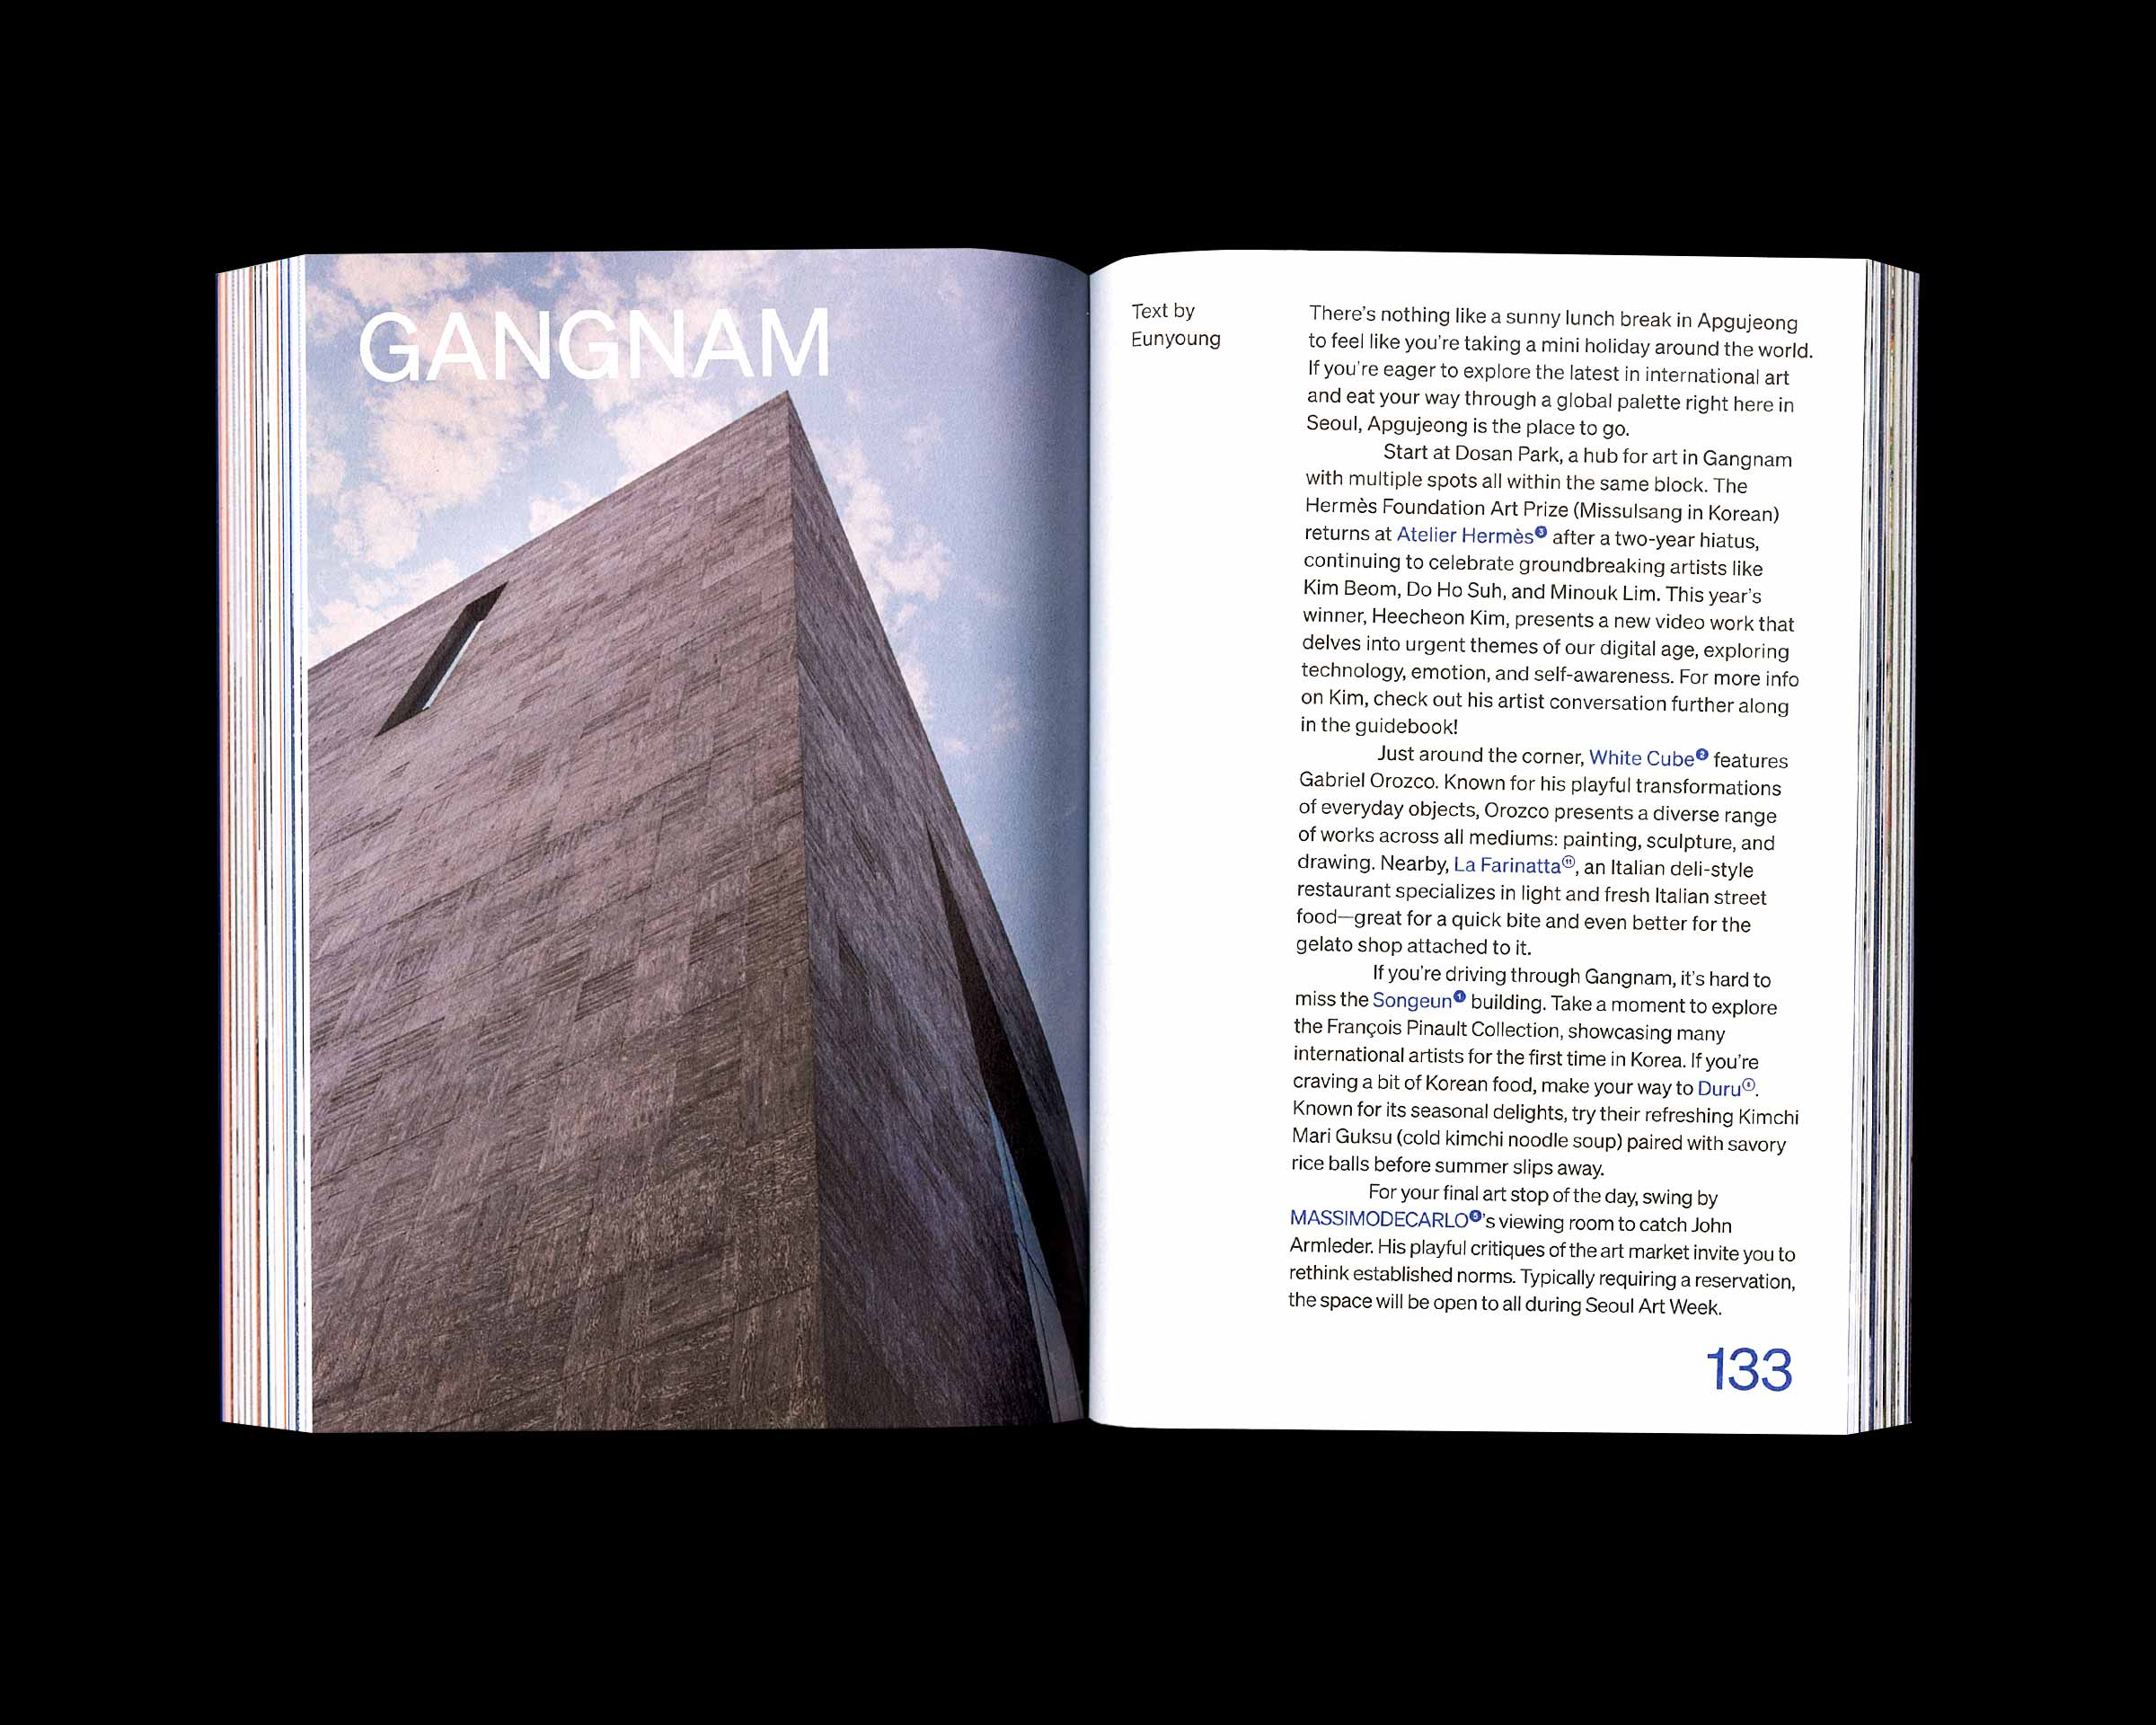 GANGNAM
Text by
Eunyoung
There's nothing like a sunny lunch break in Apgujeong
to feel like you're taking a mini holiday around the world.
If you're eager to explore the latest in international art
and eat your way through a global palette right here in
Seoul, Apgujeong is the place to go.
Start at Dosan Park, a hub for art in Gangnam
with multiple spots all within the same block. The
Hermès Foundation Art Prize (Missulsang in Korean)
returns at Atelier Hermès❸ after a two-year hiatus,
continuing to celebrate groundbreaking artists like
Kim Beom, Do Ho Suh, and Minouk Lim. This year's
winner, Heecheon Kim, presents a new video work that
delves into urgent themes of our digital age, exploring
technology, emotion, and self-awareness. For more info
on Kim, check out his artist conversation further along
in the guidebook!
Just around the corner, White Cube❷ features
Gabriel Orozco. Known for his playful transformations
of everyday objects, Orozco presents a diverse range
of works across all mediums: painting, sculpture, and
drawing. Nearby, La Farinatta⑪, an Italian deli-style
restaurant specializes in light and fresh Italian street
food—great for a quick bite and even better for the
gelato shop attached to it.
If you're driving through Gangnam, it's hard to
miss the Songeun❶ building. Take a moment to explore
the François Pinault Collection, showcasing many
international artists for the first time in Korea. If you're
craving a bit of Korean food, make your way to Duru.
Known for its seasonal delights, try their refreshing Kimchi
Mari Guksu (cold kimchi noodle soup) paired with savory
rice balls before summer slips away.
For your final art stop of the day, swing by
MASSIMODECARLO❺'s viewing room to catch John
Armleder. His playful critiques of the art market invite you to
rethink established norms. Typically requiring a reservation,
the space will be open to all during Seoul Art Week.
133